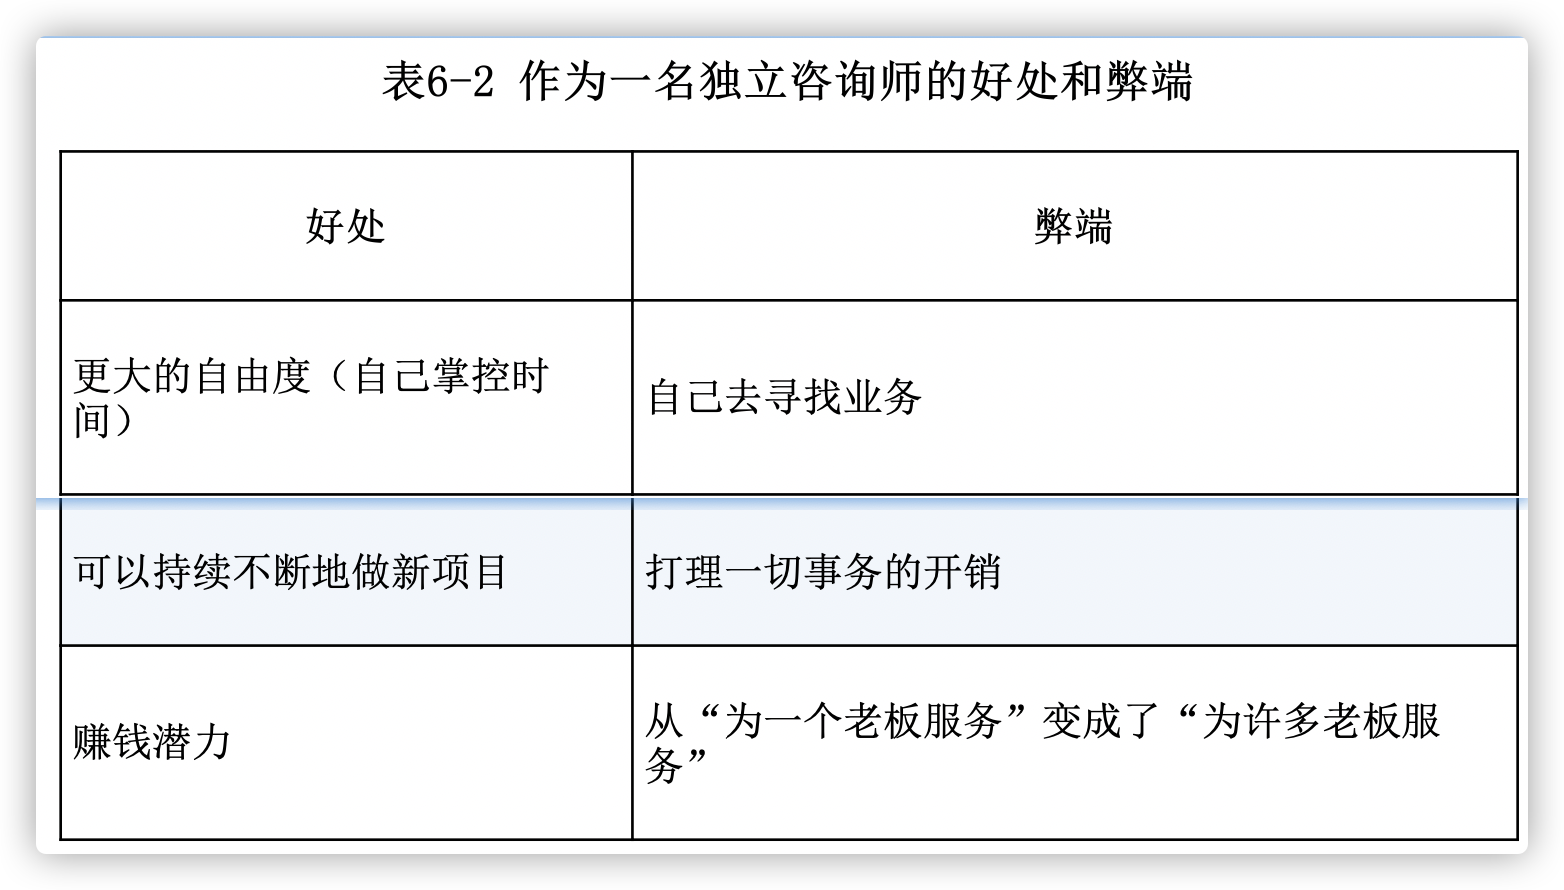 表6-2 作为一名独立咨询师的好处和弊端
好处
弊端
更大的自由度（自己掌控时
间）
自己去寻找业务
可以持续不断地做新项目
打理一切事务的开销
赚钱潜力
从“为一个老板服务”变成了“为许多老板服
务”